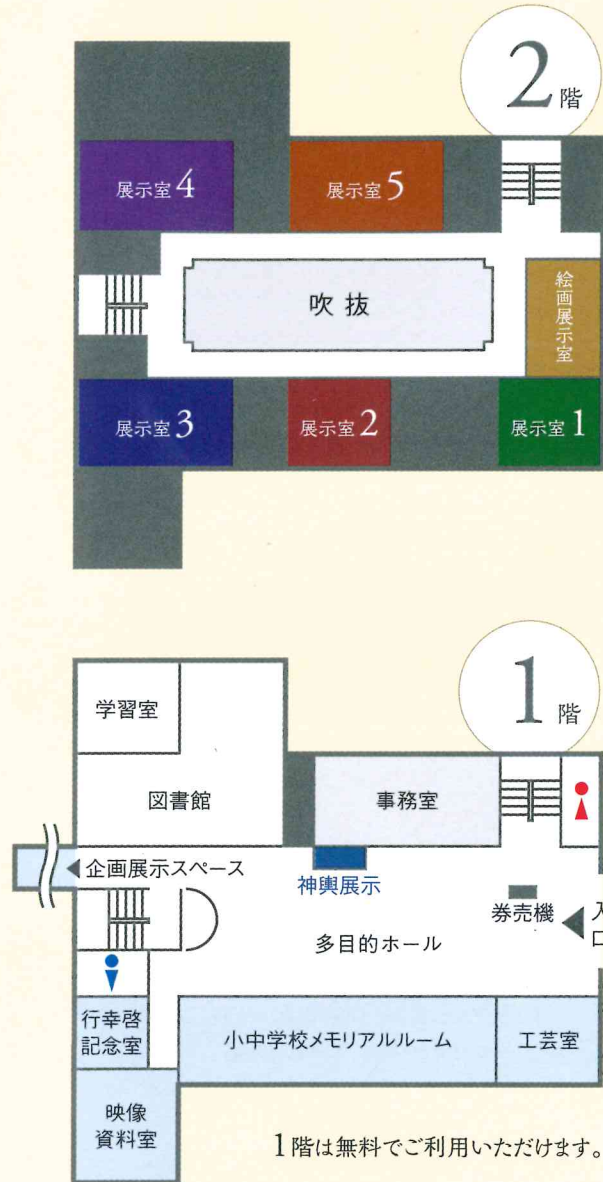 2階
展示室4
展示室5
吹抜
絵画展示室
展示室3
展示室2
展示室1
1階
学習室
図書館
事務室
企画展示スペース
神輿展示
券売機
入口
多目的ホール
行幸啓
記念室
小中学校メモリアルルーム
工芸室
映像
資料室
1階は無料でご利用いただけます。